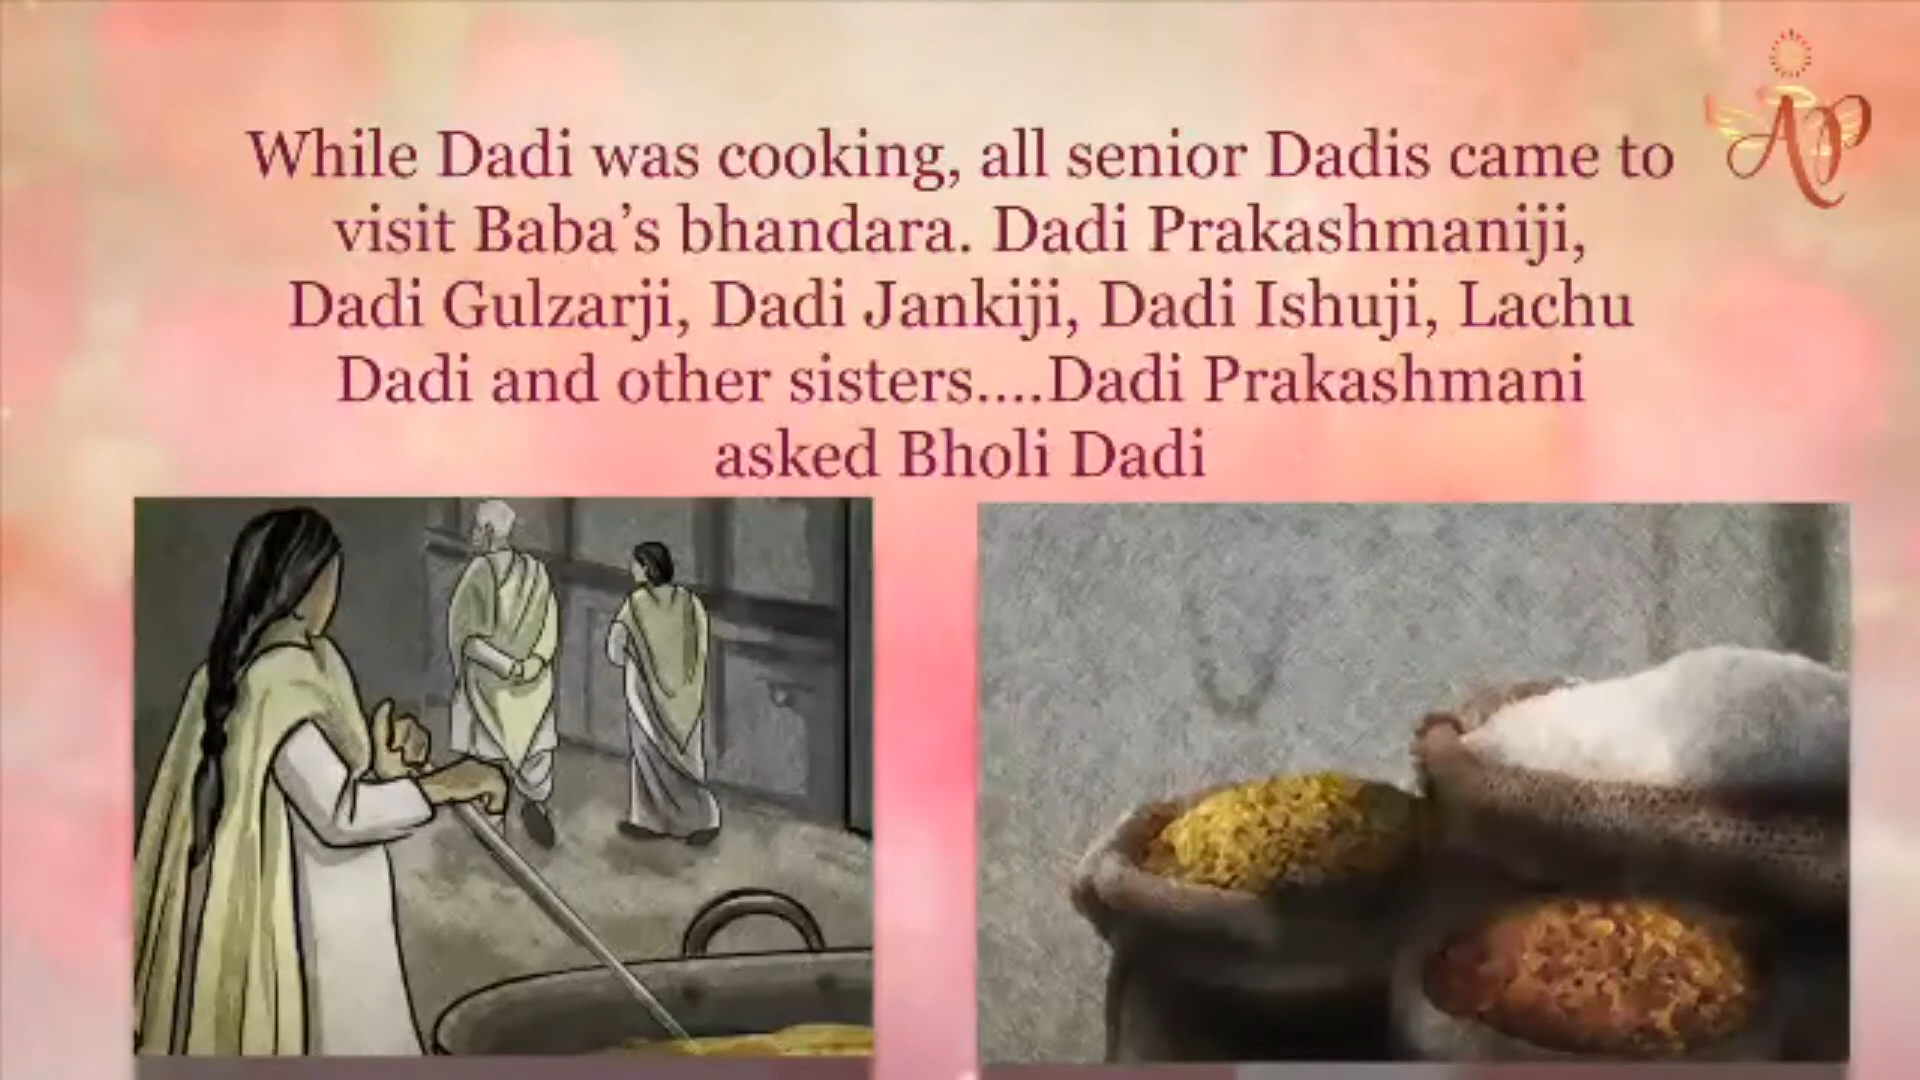 While Dadi was cooking, all senior Dadis came to
visit Baba’s bhandara. Dadi Prakashmaniji,
Dadi Gulzarji, Dadi Jankiji, Dadi Ishuji, Lachu
Dadi and other sisters....Dadi Prakashmani
asked Bholi Dadi
AP